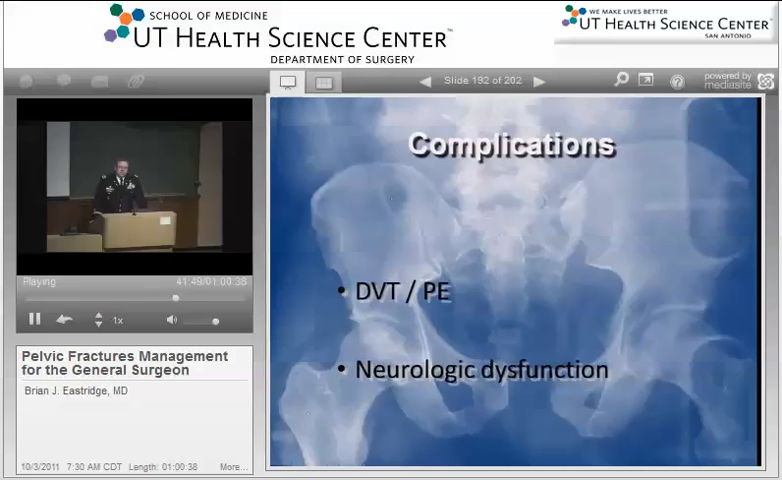 SCHOOL OF MEDICINE
UT HEALTH SCIENCE CENTER™
DEPARTMENT OF SURGERY
WE MAKE LIVES BETTER
UT HEALTH SCIENCE CENTER™
SAN ANTONIO
Slide 192 of 202
powered by
mediasite
Playing
41:49/01:00:38
1x
Pelvic Fractures Management
for the General Surgeon
Brian J. Eastridge, MD
10/3/2011 7:30 AM CDT Length: 01:00:38 More...
Complications
• DVT / PE
• Neurologic dysfunction